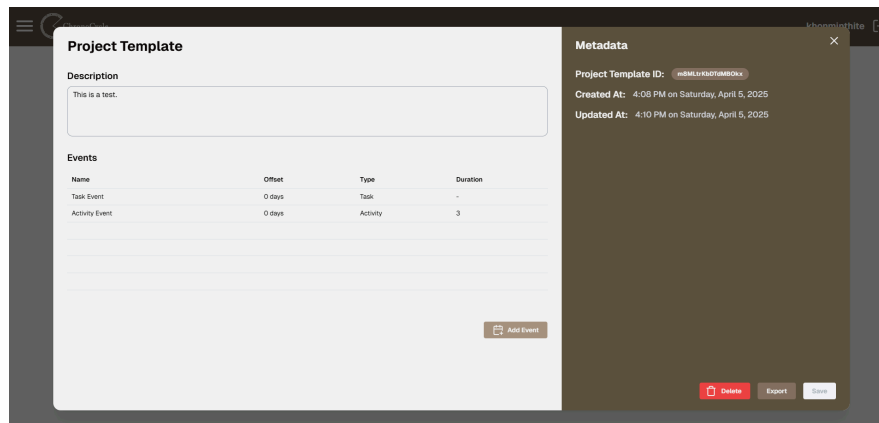 ChronoCycle
khonminthite
Project Template
Description
This is a test.
Events
Name Offset Type Duration
Task Event 0 days Task -
Activity Event 0 days Activity 3
Add Event
Metadata
Project Template ID: m8MLtrKbDTdMBOkx
Created At: 4:08 PM on Saturday, April 5, 2025
Updated At: 4:10 PM on Saturday, April 5, 2025
Delete Export Save